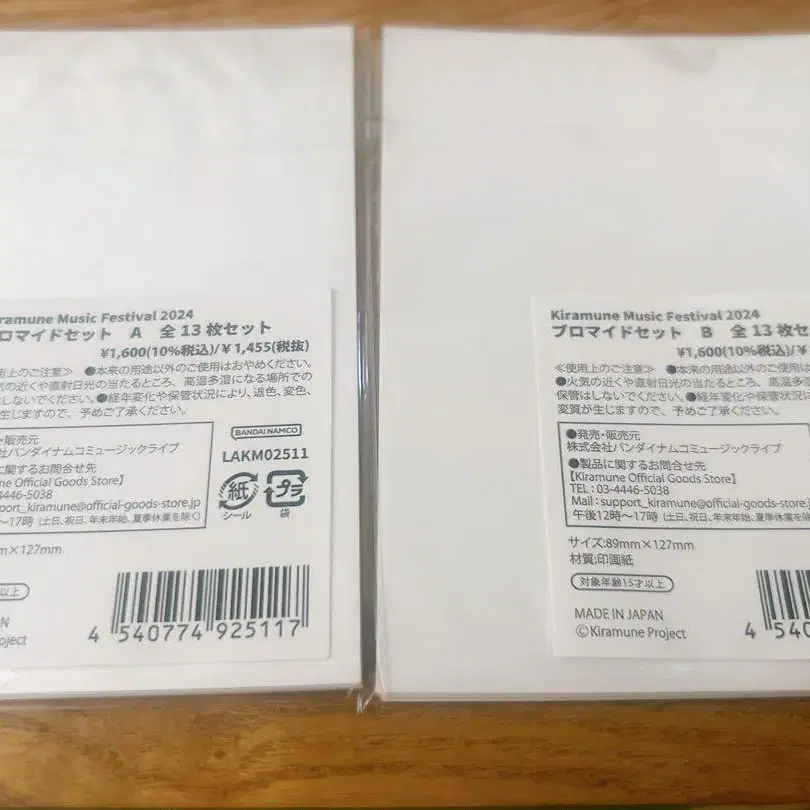 ramune Music Festival 2024
ロマイドセット A 全13枚セット
¥1,600(10%税込)/¥1,455(税抜)
用上のご注意≫ ●本来の用途以外のご使用はおやめください。
気の近くや直射日光の当たるところ、高温多湿になる場所での
はしないでください。●経年変化や保管状況により、退色、変色、
生じますので、予めご了承ください。
・販売元
社バンダイナムコミュージックライブ
に関するお問合せ先
ne Official Goods Store】
4446-5038
pport_kiramune@official-goods-store.jp
～17時 (土日、祝日、年末年始、夏季休業を除く)
BANDAI NAMCO
LAKM02511
紙
シール
プラ
袋
m×127mm
以上
N
oject
4 540774 925117
Kiramune Music Festival 2024
ブロマイドセット B 全13枚セ
¥1,600(10%税込)/¥
≪使用上のご注意≫ ●本来の用途以外のご使用は
●火気の近くや直射日光の当たるところ、高温多
保管はしないでください。●経年変化や保管状況
変質が生じますので、予めご了承ください。
●発売・販売元
株式会社バンダイナムコミュージックライブ
●製品に関するお問合せ先
【Kiramune Official Goods Store】
TEL : 03-4446-5038
Mail : support_kiramune@official-goods-store.j
午後12時～17時 (土日、祝日、年末年始、夏季休業を除
サイズ:89mm×127mm
材質:印画紙
対象年齢15才以上
MADE IN JAPAN
©Kiramune Project
4 540